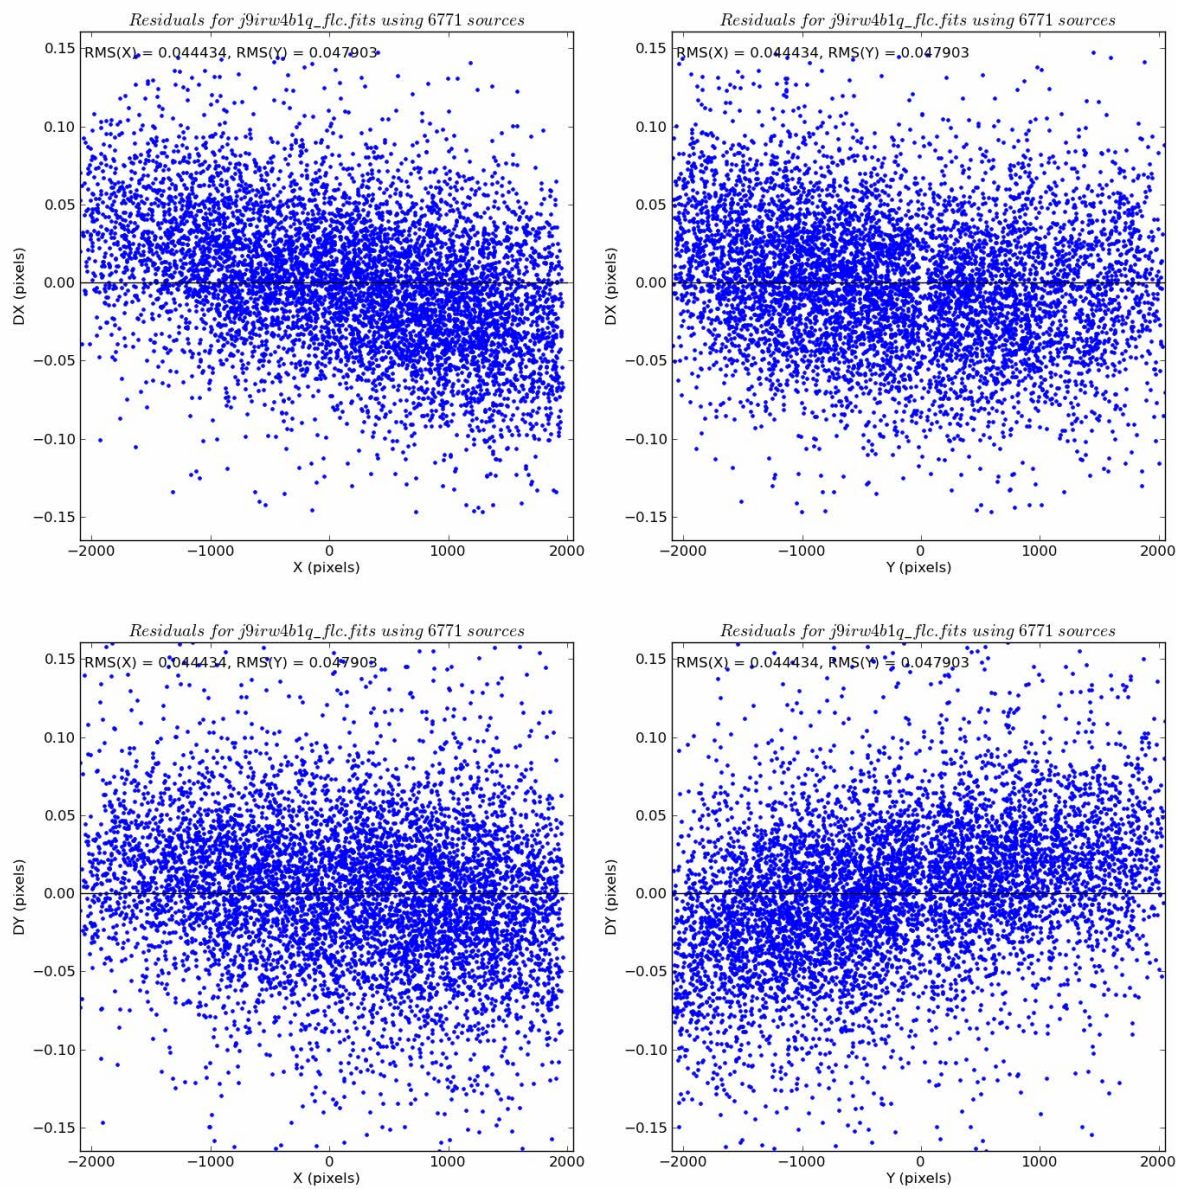 Residuals for j9irw4b1q_flc.fits using 6771 sources
RMS(X) = 0.044434, RMS(Y) = 0.047903
0.15
0.10
0.05
0.00
−0.05
−0.10
−0.15
DX (pixels)
−2000 −1000 0 1000 2000
X (pixels)
Residuals for j9irw4b1q_flc.fits using 6771 sources
RMS(X) = 0.044434, RMS(Y) = 0.047903
0.15
0.10
0.05
0.00
−0.05
−0.10
−0.15
DX (pixels)
−2000 −1000 0 1000 2000
Y (pixels)
Residuals for j9irw4b1q_flc.fits using 6771 sources
RMS(X) = 0.044434, RMS(Y) = 0.047903
0.15
0.10
0.05
0.00
−0.05
−0.10
−0.15
DY (pixels)
−2000 −1000 0 1000 2000
X (pixels)
Residuals for j9irw4b1q_flc.fits using 6771 sources
RMS(X) = 0.044434, RMS(Y) = 0.047903
0.15
0.10
0.05
0.00
−0.05
−0.10
−0.15
DY (pixels)
−2000 −1000 0 1000 2000
Y (pixels)